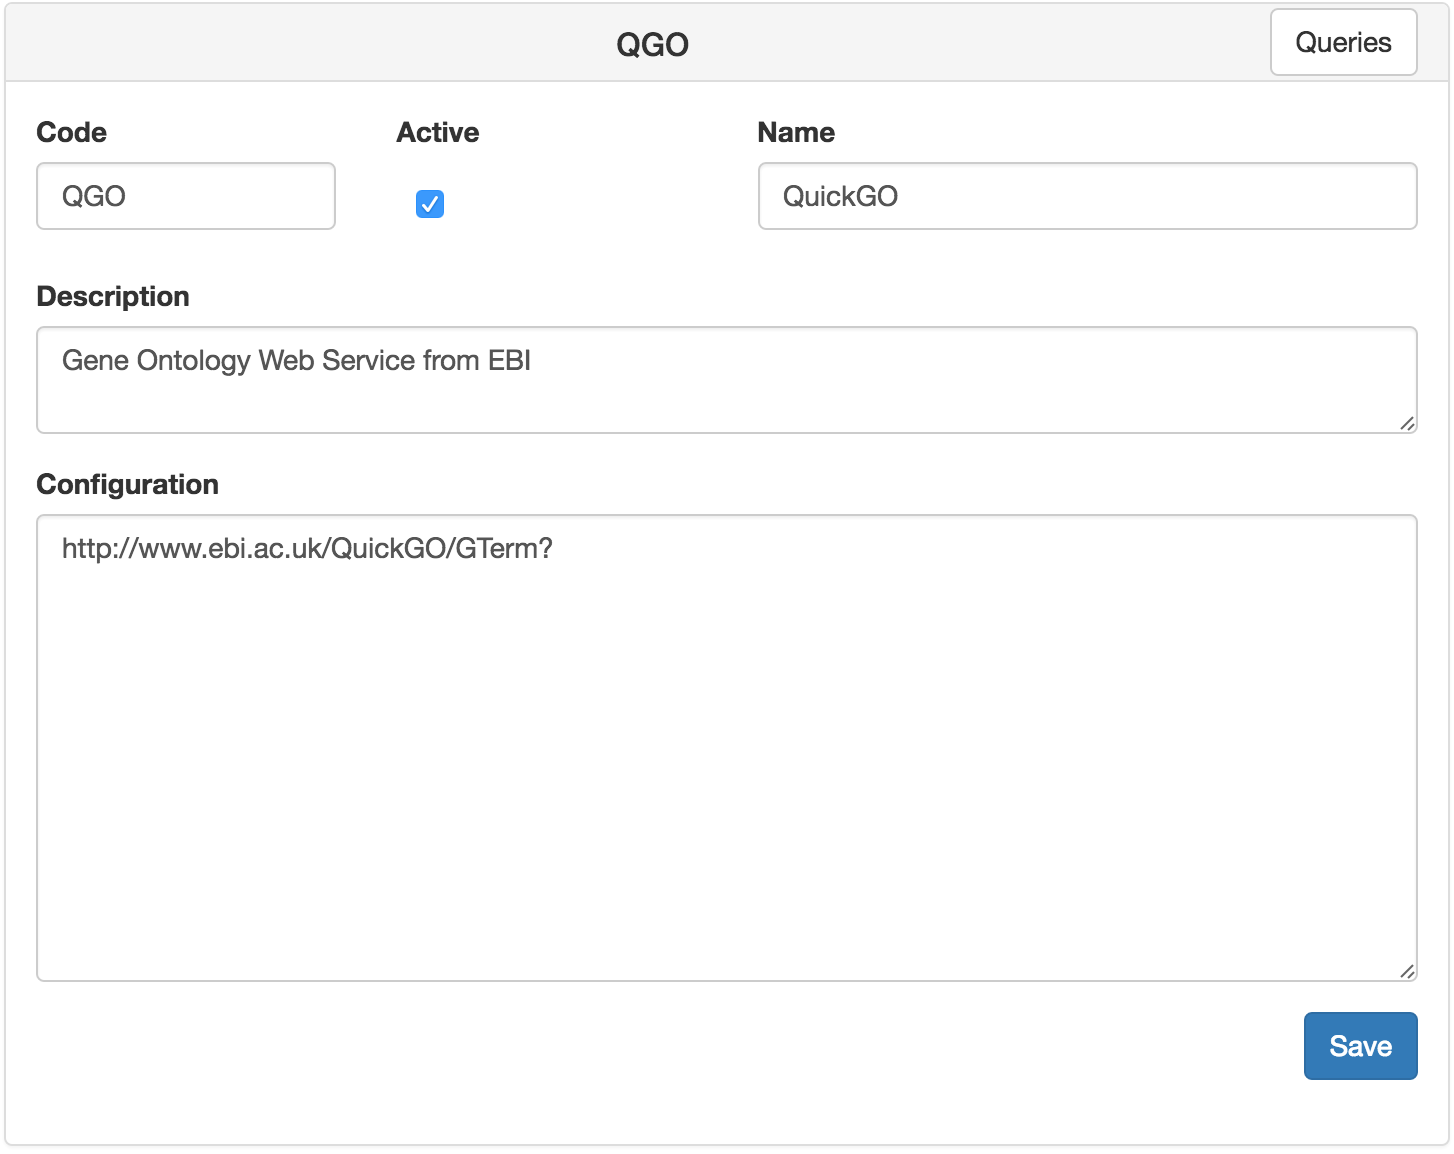 QGO
Queries
Code
Active
Name
QGO
QuickGO
Description
Gene Ontology Web Service from EBI
Configuration
http://www.ebi.ac.uk/QuickGO/GTerm?
Save